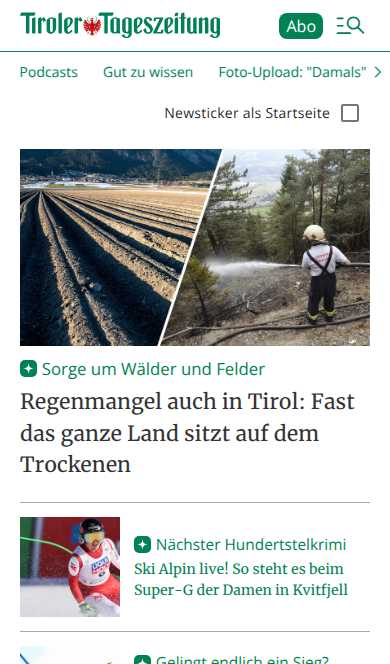 Tiroler Tageszeitung
Abo
Podcasts Gut zu wissen Foto-Upload: "Damals"
Newsticker als Startseite
Sorge um Wälder und Felder
Regenmangel auch in Tirol: Fast
das ganze Land sitzt auf dem
Trockenen
Nächster Hundertstelkrimi
Ski Alpin live! So steht es beim
Super-G der Damen in Kvitfjell
Gelingt endlich ein Sieg?